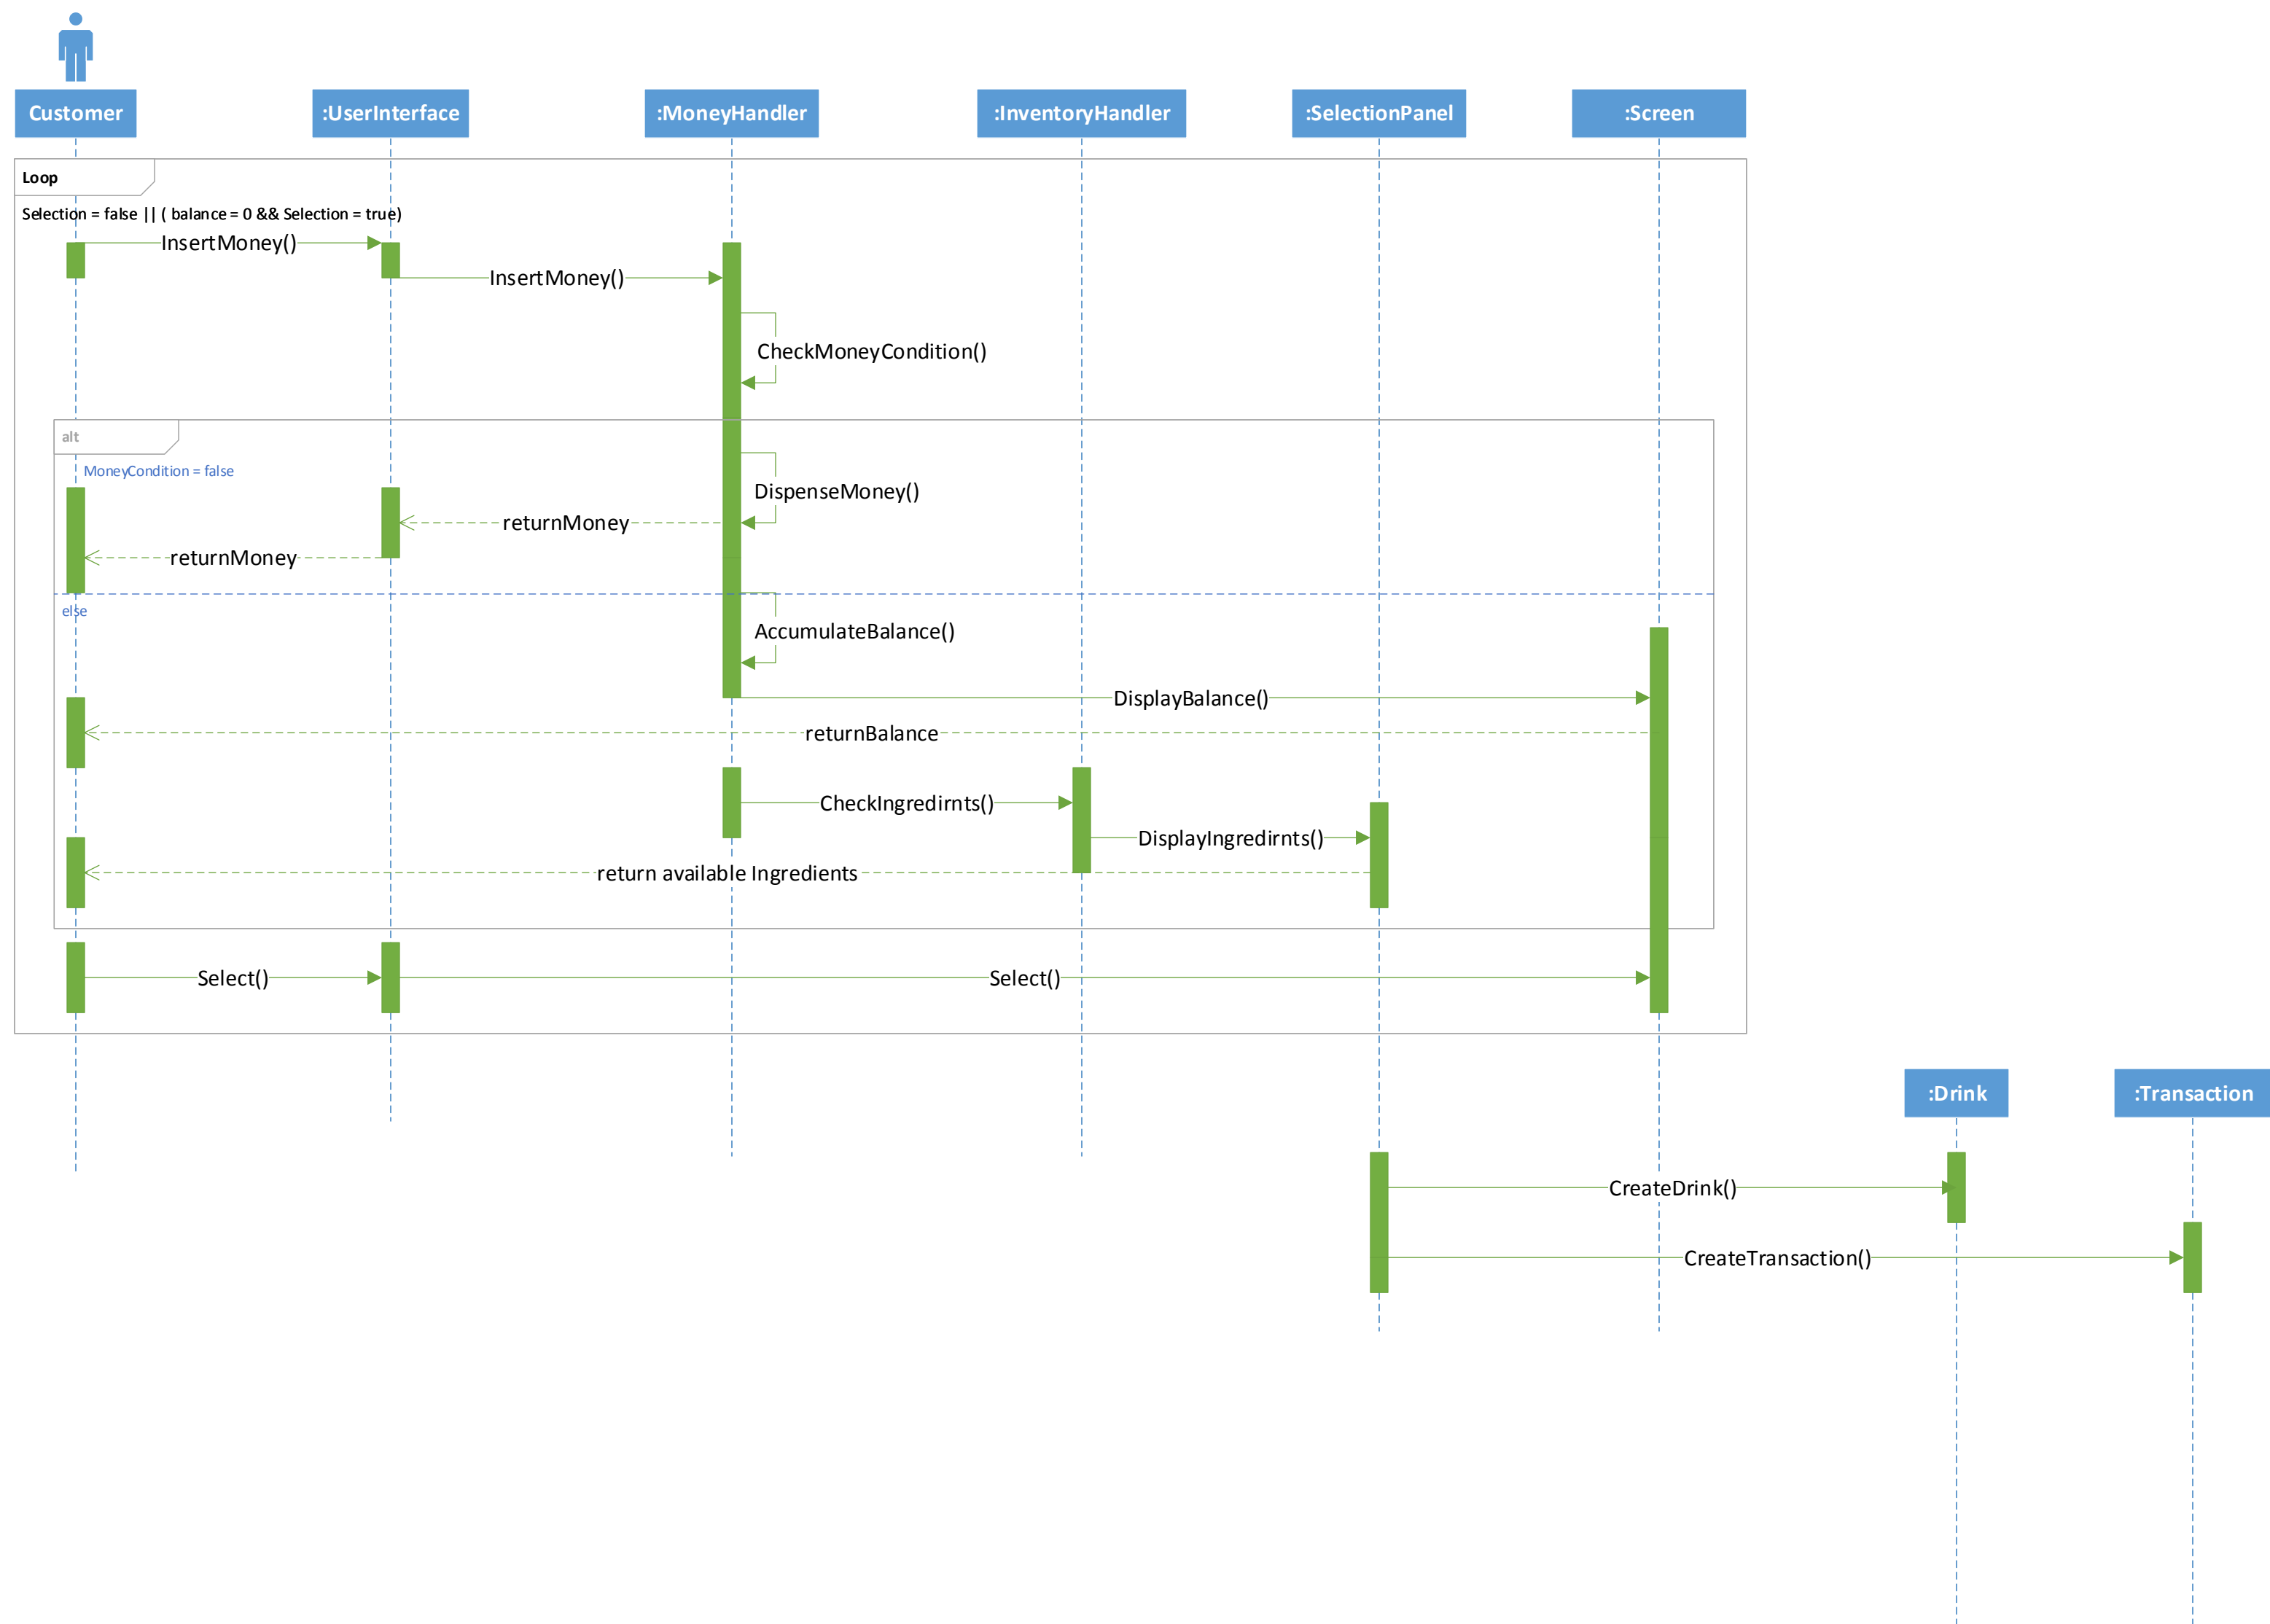 Customer
:UserInterface
:MoneyHandler
:InventoryHandler
:SelectionPanel
:Screen
Loop
Selection = false || ( balance = 0 && Selection = true)
InsertMoney()
InsertMoney()
CheckMoneyCondition()
alt
MoneyCondition = false
DispenseMoney()
returnMoney
returnMoney
else
AccumulateBalance()
DisplayBalance()
returnBalance
CheckIngredirnts()
DisplayIngredirnts()
return available Ingredients
Select()
Select()
:Drink
:Transaction
CreateDrink()
CreateTransaction()